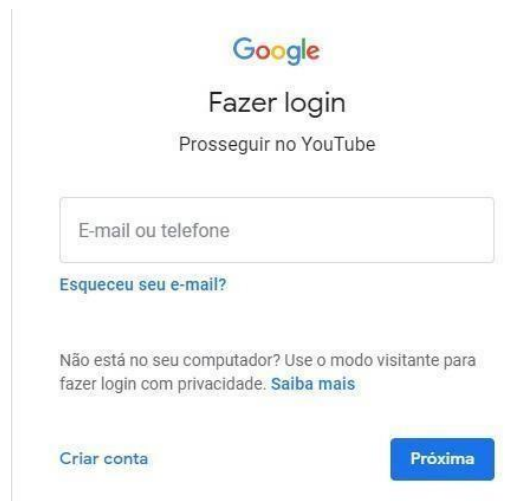 Google
Fazer login
Prosseguir no YouTube
E-mail ou telefone
Esqueceu seu e-mail?
Não está no seu computador? Use o modo visitante para
fazer login com privacidade. Saiba mais
Criar conta
Próxima